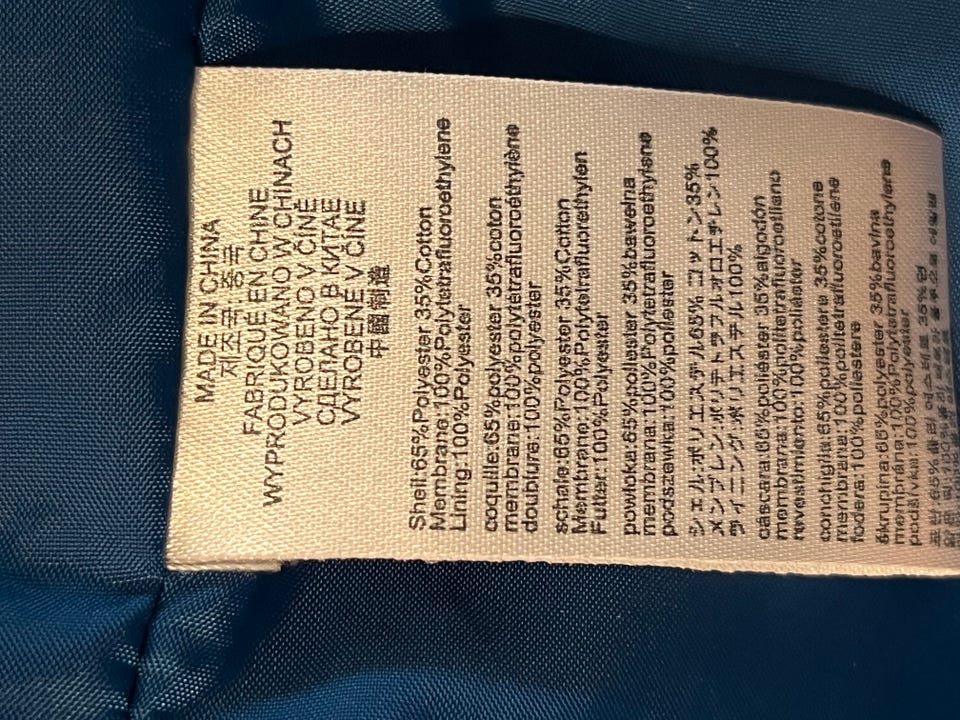 MADE IN CHINA
제조국:중국
FABRIQUÉ EN CHINE
WYPRODUKOWANO W CHINACH
VYROBENO V ČINĚ
СДЕЛАНО В КИТАЕ
VYROBENÉ V ČÍNE
中國制造
Shell:65%Polyester 35%Cotton
Membrane:100%Polytetrafluoroethylene
Lining:100%Polyester
coquille:65%polyester 35%coton
membrane:100%polytétrafluoroéthylène
doublure:100%polyester
schale:65%Polyester 35%Cotton
Membrane:100%Polytetrafluorethylen
Futter:100%Polyester
powłoka:65%poliester 35%bawełna
membrana:100%Polytetrafluoroethylene
podszewka:100%poliester
シェル:ポリエステル65% コットン35%
メンブレン:ポリテトラフルオロエチレン100%
ライニング:ポリエステル100%
cáscara:65%poliéster 35%algodón
membrana:100%politetrafluoroetileno
revestimiento:100%poliéster
conchiglia:65%poliestere 35%cotone
membrana:100%politetrafluoroetilene
fodera:100%poliestere
škrupina:65%polyester 35%bavlna
membrána:100%Polytetrafluoroethylene
podšívka:100%polyester
65% 35%